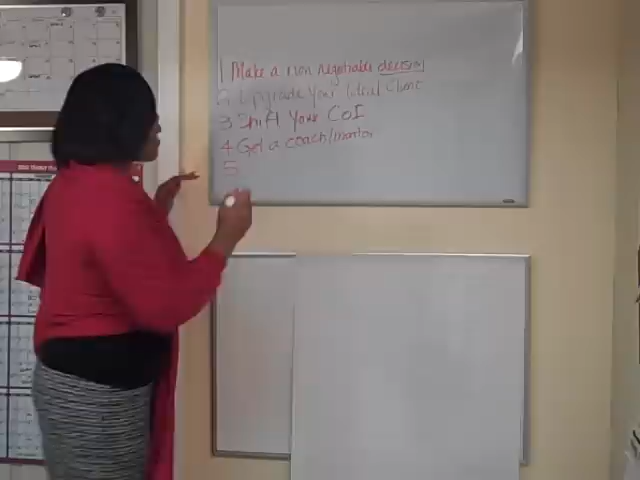 1 Make a non negotiable decision
2 Upgrade your Ideal Client
3 Shift Your CoI
4 Get a coach/mentor
5